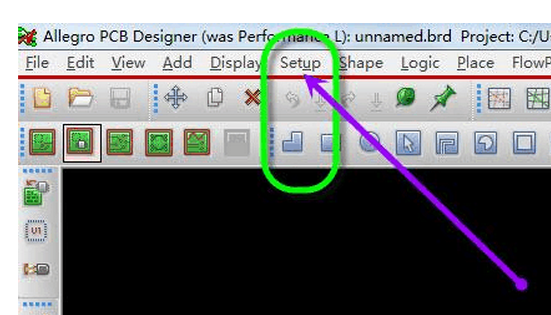 Allegro PCB Designer (was Performance L): unnamed.brd Project: C:/U
File Edit View Add Display Setup Shape Logic Place FlowP
U1